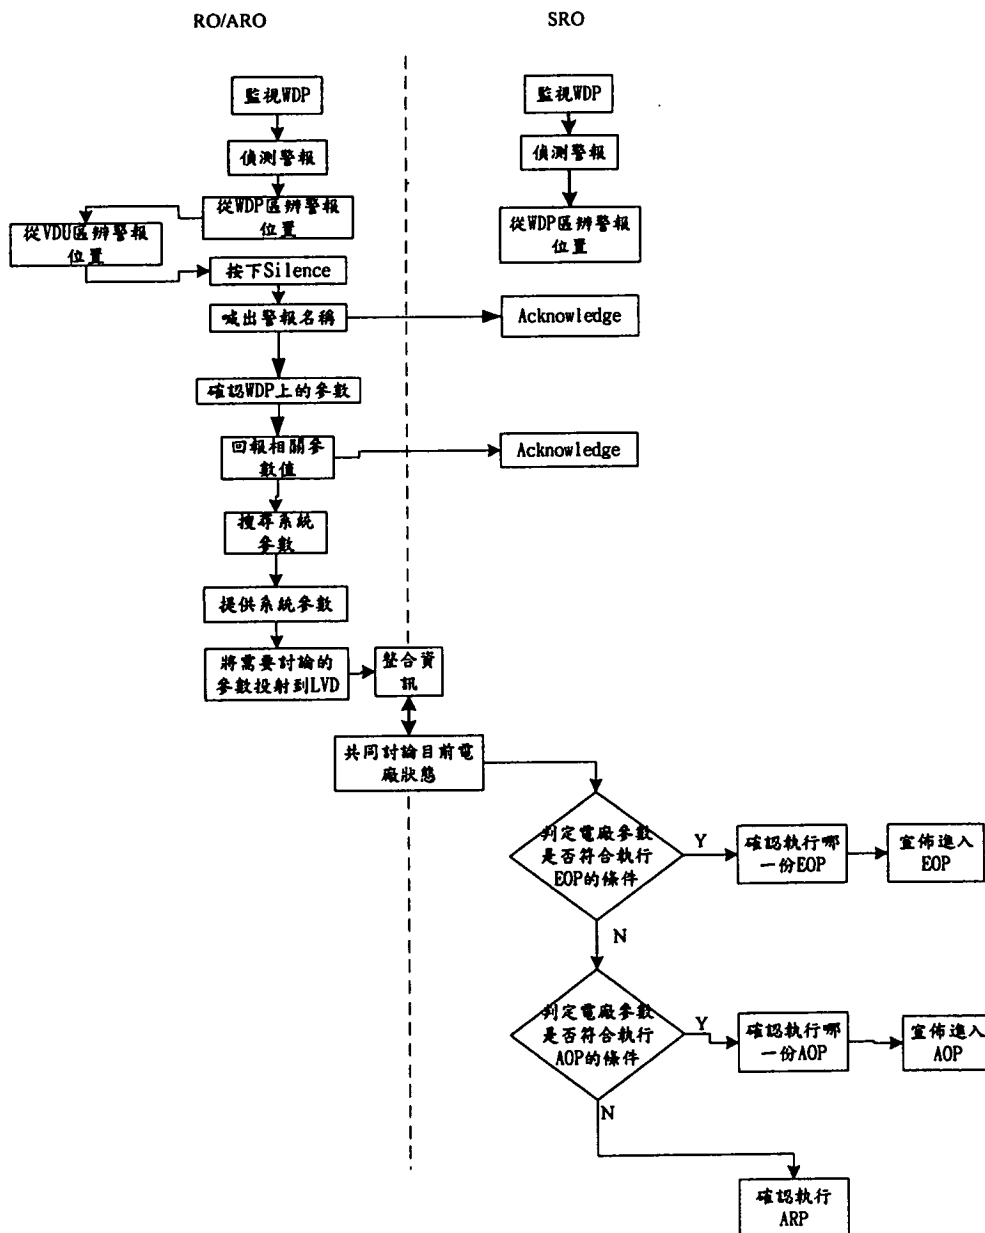 RO/ARO
SRO
監視WDP
偵測警報
從WDP區辨警報
位置
從VDU區辨警報
位置
按下Silence
喊出警報名稱
確認WDP上的參數
回報相關參
數值
搜尋系統
參數
提供系統參數
將需要討論的
參數投射到LVD
監視WDP
偵測警報
從WDP區辨警報
位置
Acknowledge
Acknowledge
整合資
訊
共同討論目前電
廠狀態
判定電廠參數
是否符合執行
EOP的條件
Y
確認執行哪
一份EOP
宣佈進入
EOP
N
判定電廠參數
是否符合執行
AOP的條件
Y
確認執行哪
一份AOP
宣佈進入
AOP
N
確認執行
ARP